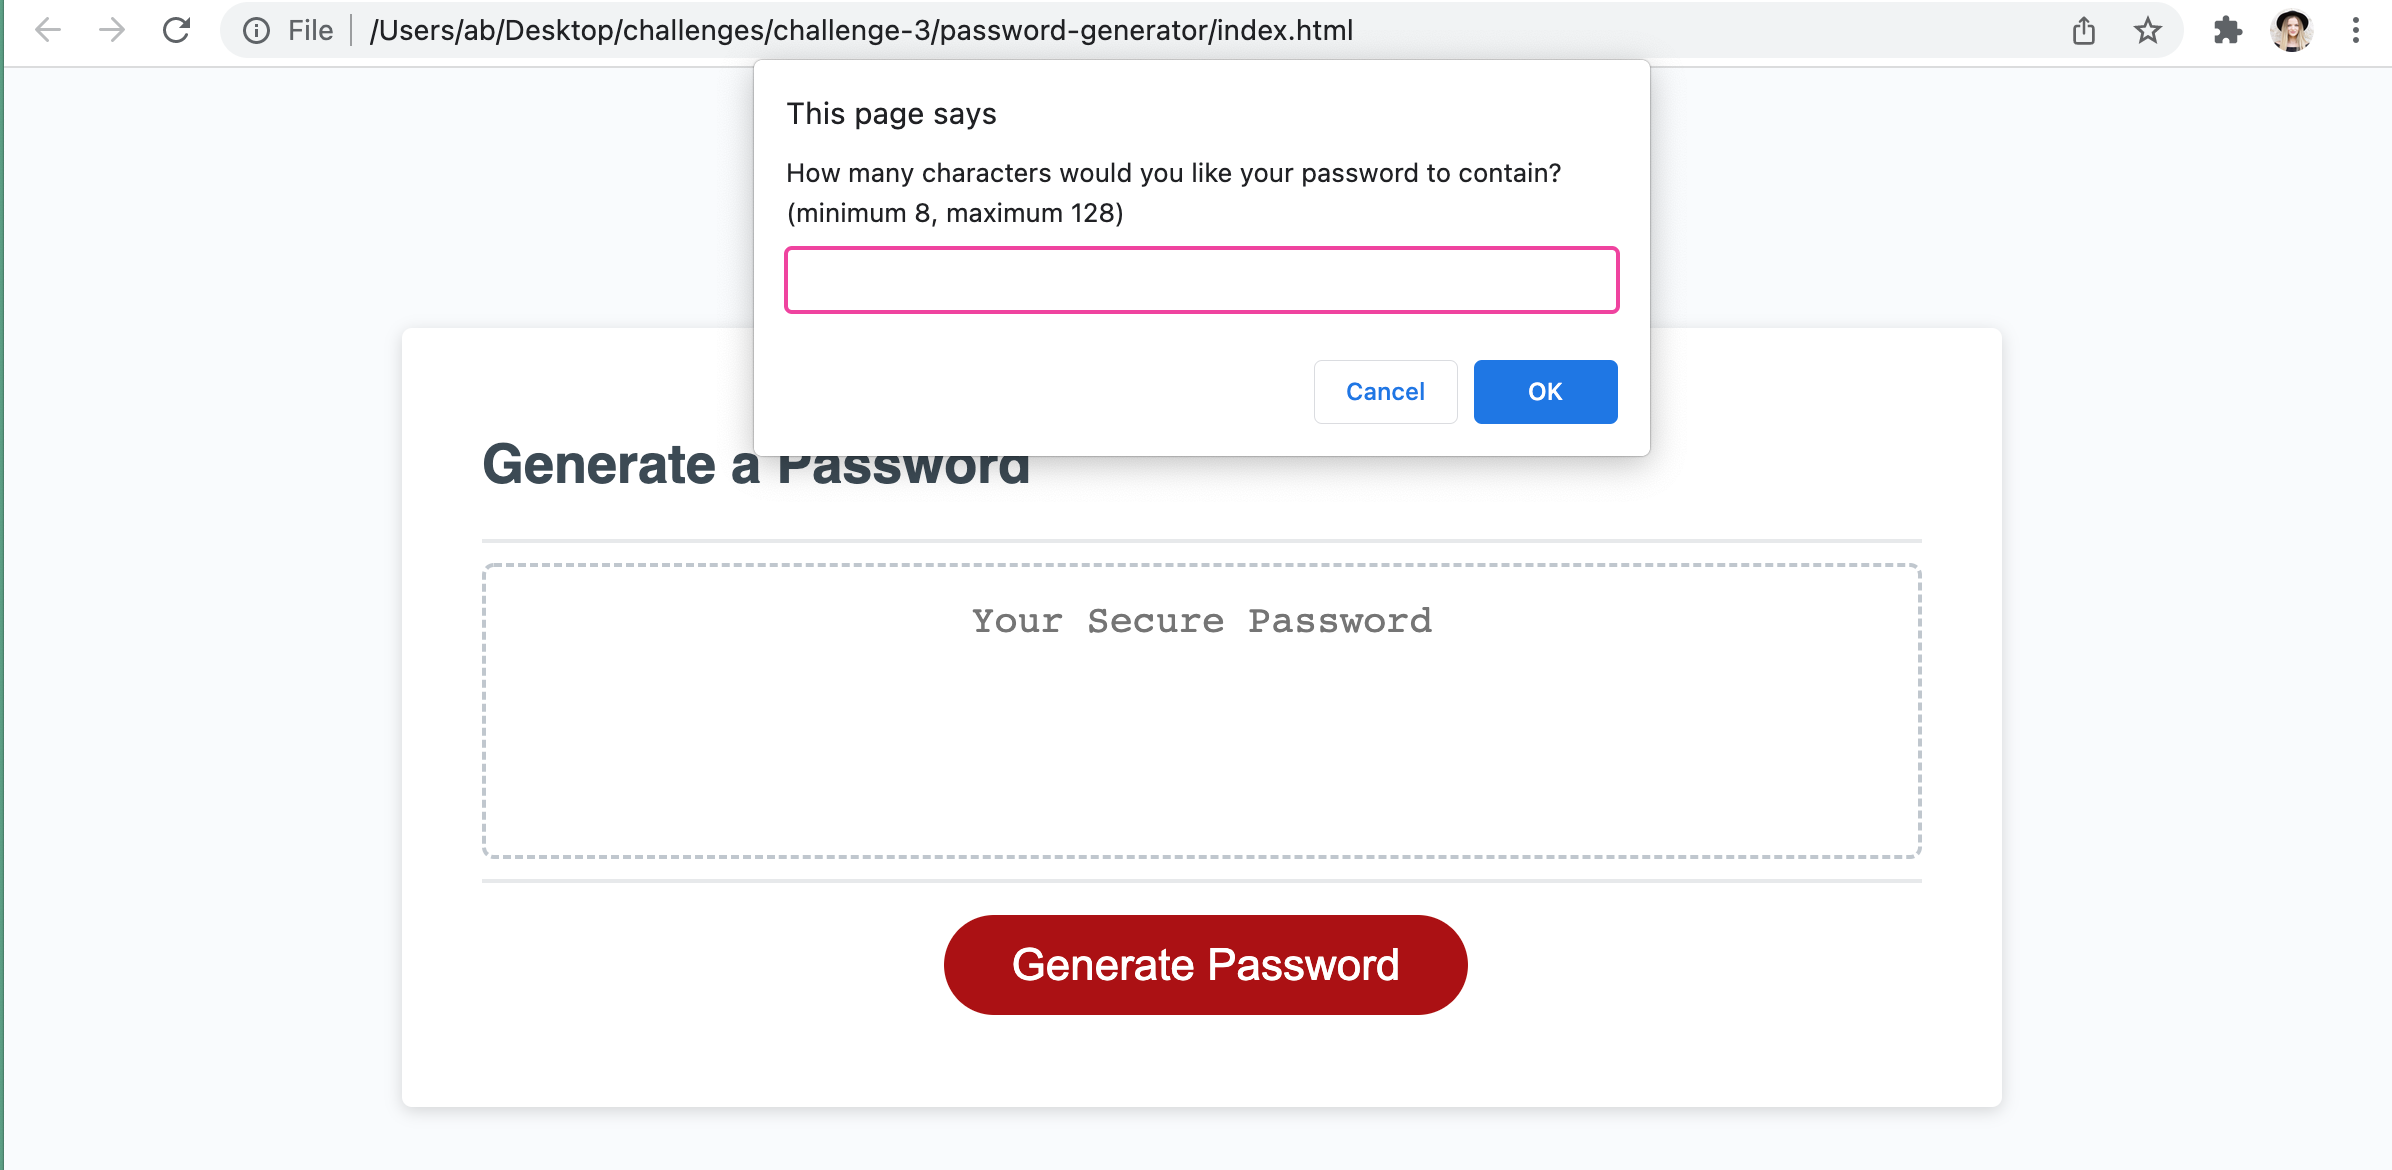 File /Users/ab/Desktop/challenges/challenge-3/password-generator/index.html
This page says
How many characters would you like your password to contain?
(minimum 8, maximum 128)
Cancel OK
Generate a Password
Your Secure Password
Generate Password